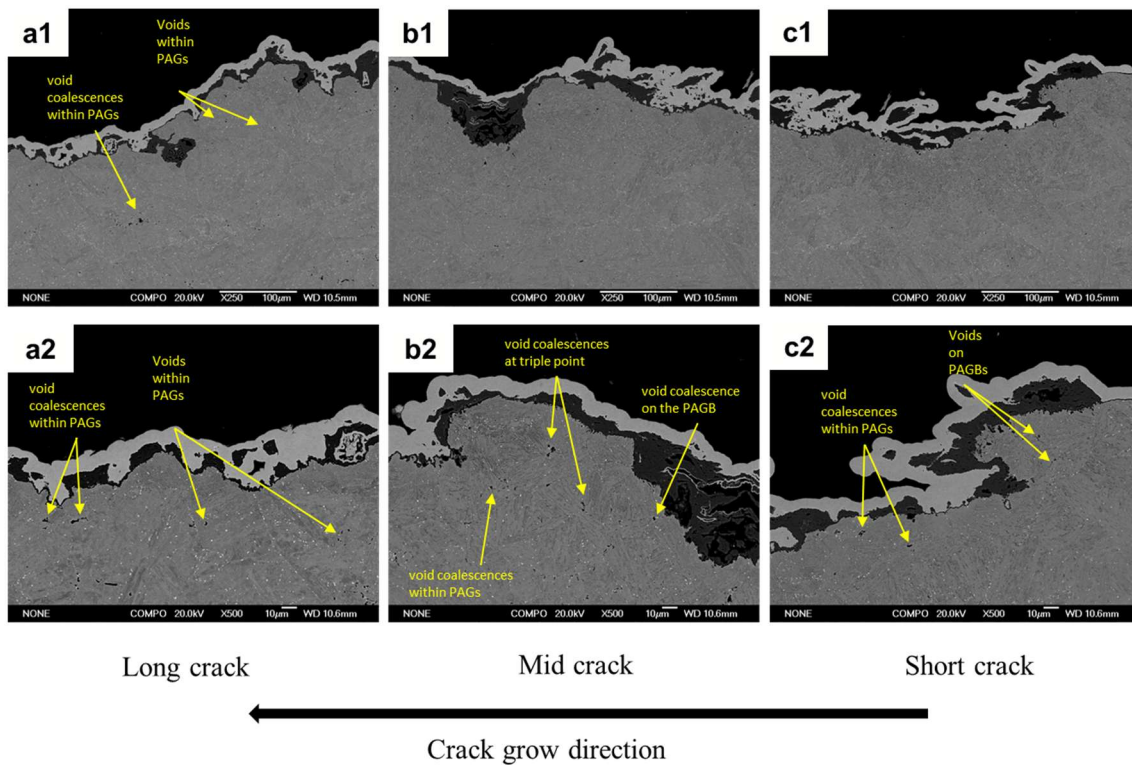 a1
Voids
within
PAGs
void
coalescences
within PAGs
NONE COMPO 20.0kV X250 100µm WD 10.5mm
b1
NONE COMPO 20.0kV X250 100µm WD 10.5mm
c1
NONE COMPO 20.0kV X250 100µm WD 10.5mm
a2
void
coalescences
within PAGs
Voids
within
PAGs
NONE COMPO 20.0kV X500 10µm WD 10.6mm
b2
void coalescences
at triple point
void coalescence
on the PAGB
void coalescences
within PAGs
NONE COMPO 20.0kV X500 10µm WD 10.6mm
c2
Voids
on
PAGBs
void
coalescences
within PAGs
NONE COMPO 20.0kV X500 10µm WD 10.6mm
Long crack
Mid crack
Short crack
Crack grow direction